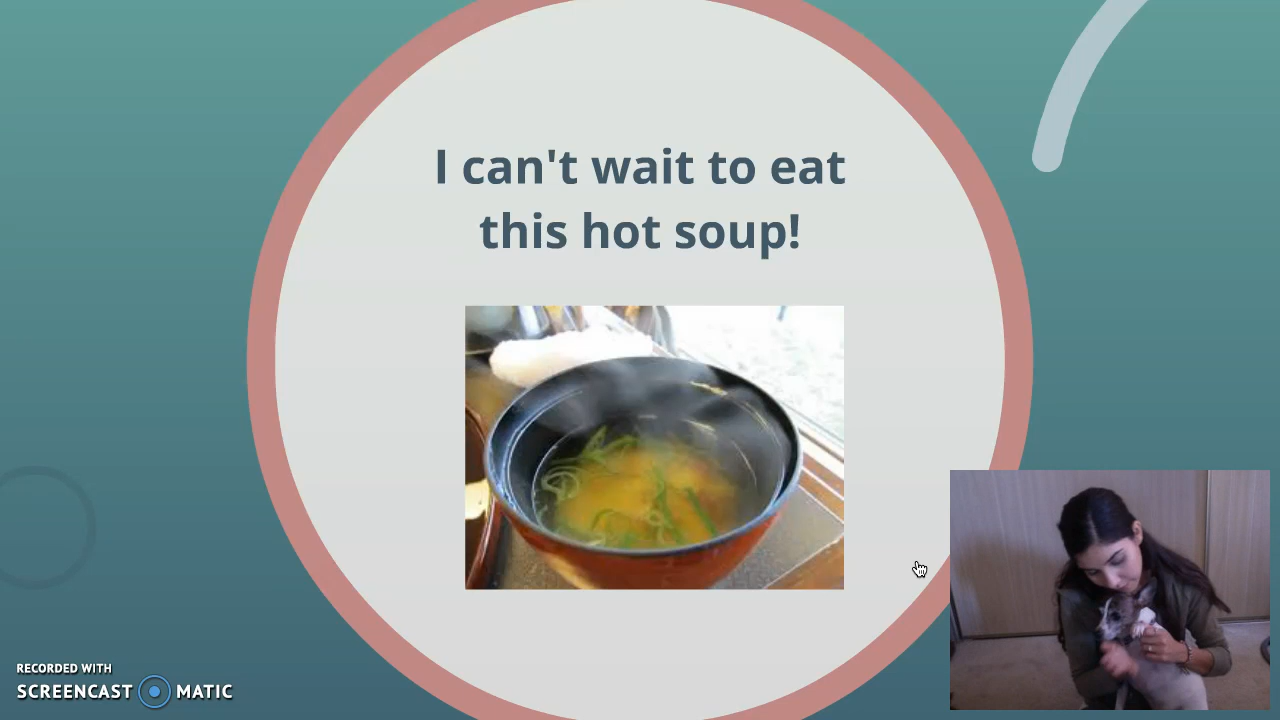 I can't wait to eat
this hot soup!
RECORDED WITH
SCREENCAST MATIC